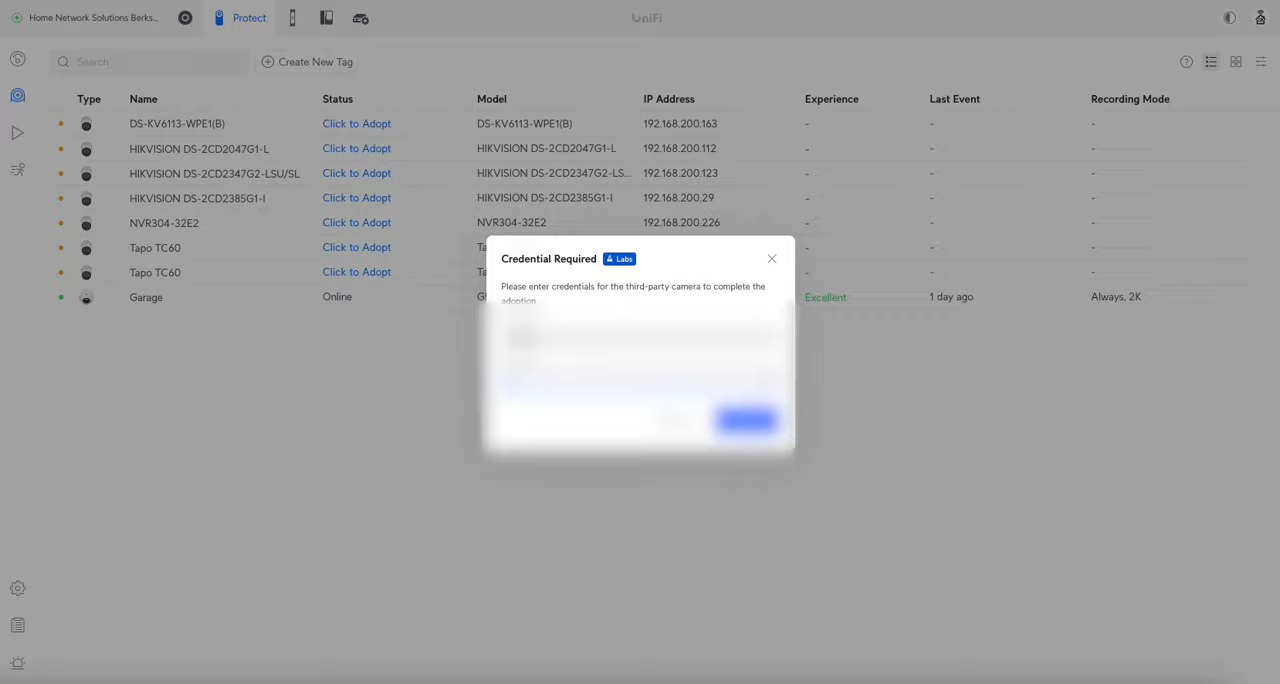 Home Network Solutions Berks...
Protect
UniFi
Search
Create New Tag
Type Name Status Model IP Address Experience Last Event Recording Mode
DS-KV6113-WPE1(B) Click to Adopt DS-KV6113-WPE1(B) 192.168.200.163 - - -
HIKVISION DS-2CD2047G1-L Click to Adopt HIKVISION DS-2CD2047G1-L 192.168.200.112 - - -
HIKVISION DS-2CD2347G2-LSU/SL Click to Adopt HIKVISION DS-2CD2347G2-LS... 192.168.200.123 - - -
HIKVISION DS-2CD2385G1-I Click to Adopt HIKVISION DS-2CD2385G1-I 192.168.200.29 - - -
NVR304-32E2 Click to Adopt NVR304-32E2 192.168.200.226 - - -
Tapo TC60 Click to Adopt Ta - - -
Tapo TC60 Click to Adopt Ta - - -
Garage Online Excellent 1 day ago Always, 2K
Credential Required Labs
Please enter credentials for the third-party camera to complete the
adoption